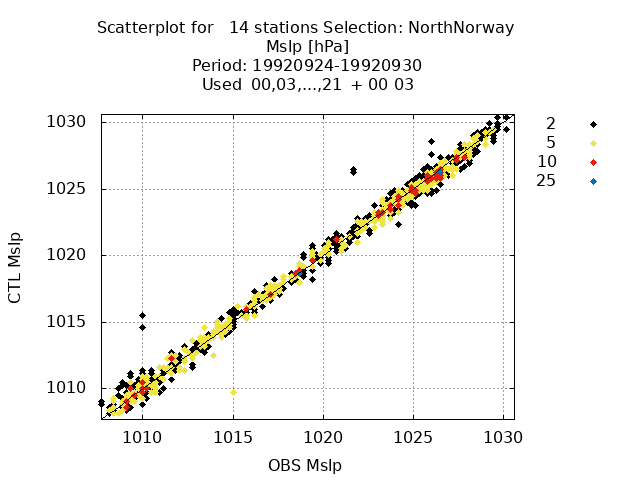 Scatterplot for   14 stations Selection: NorthNorway
Mslp [hPa]
Period: 19920924-19920930
Used  00,03,...,21  + 00 03
1030
1025
1020
1015
1010
CTL Mslp
1010 1015 1020 1025 1030
OBS Mslp
2
5
10
25